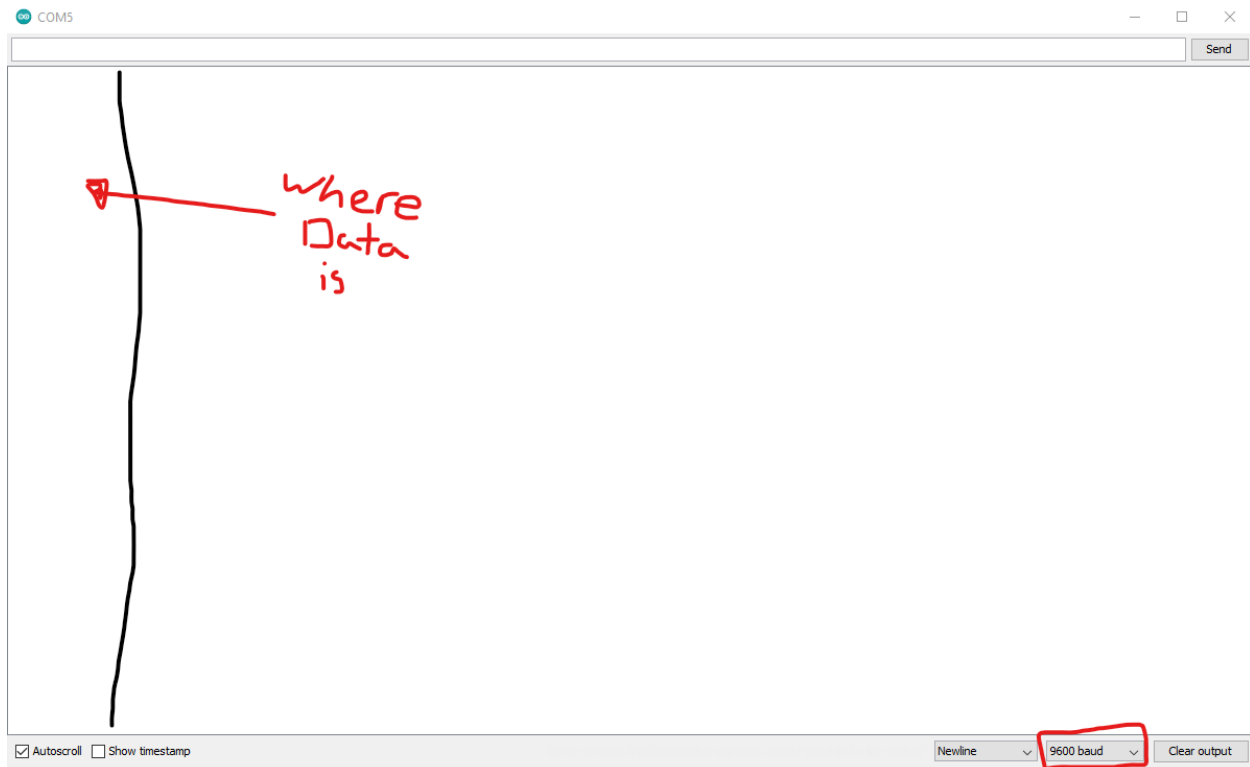 COM5
Send
where
Data
is
Autoscroll Show timestamp Newline 9600 baud Clear output